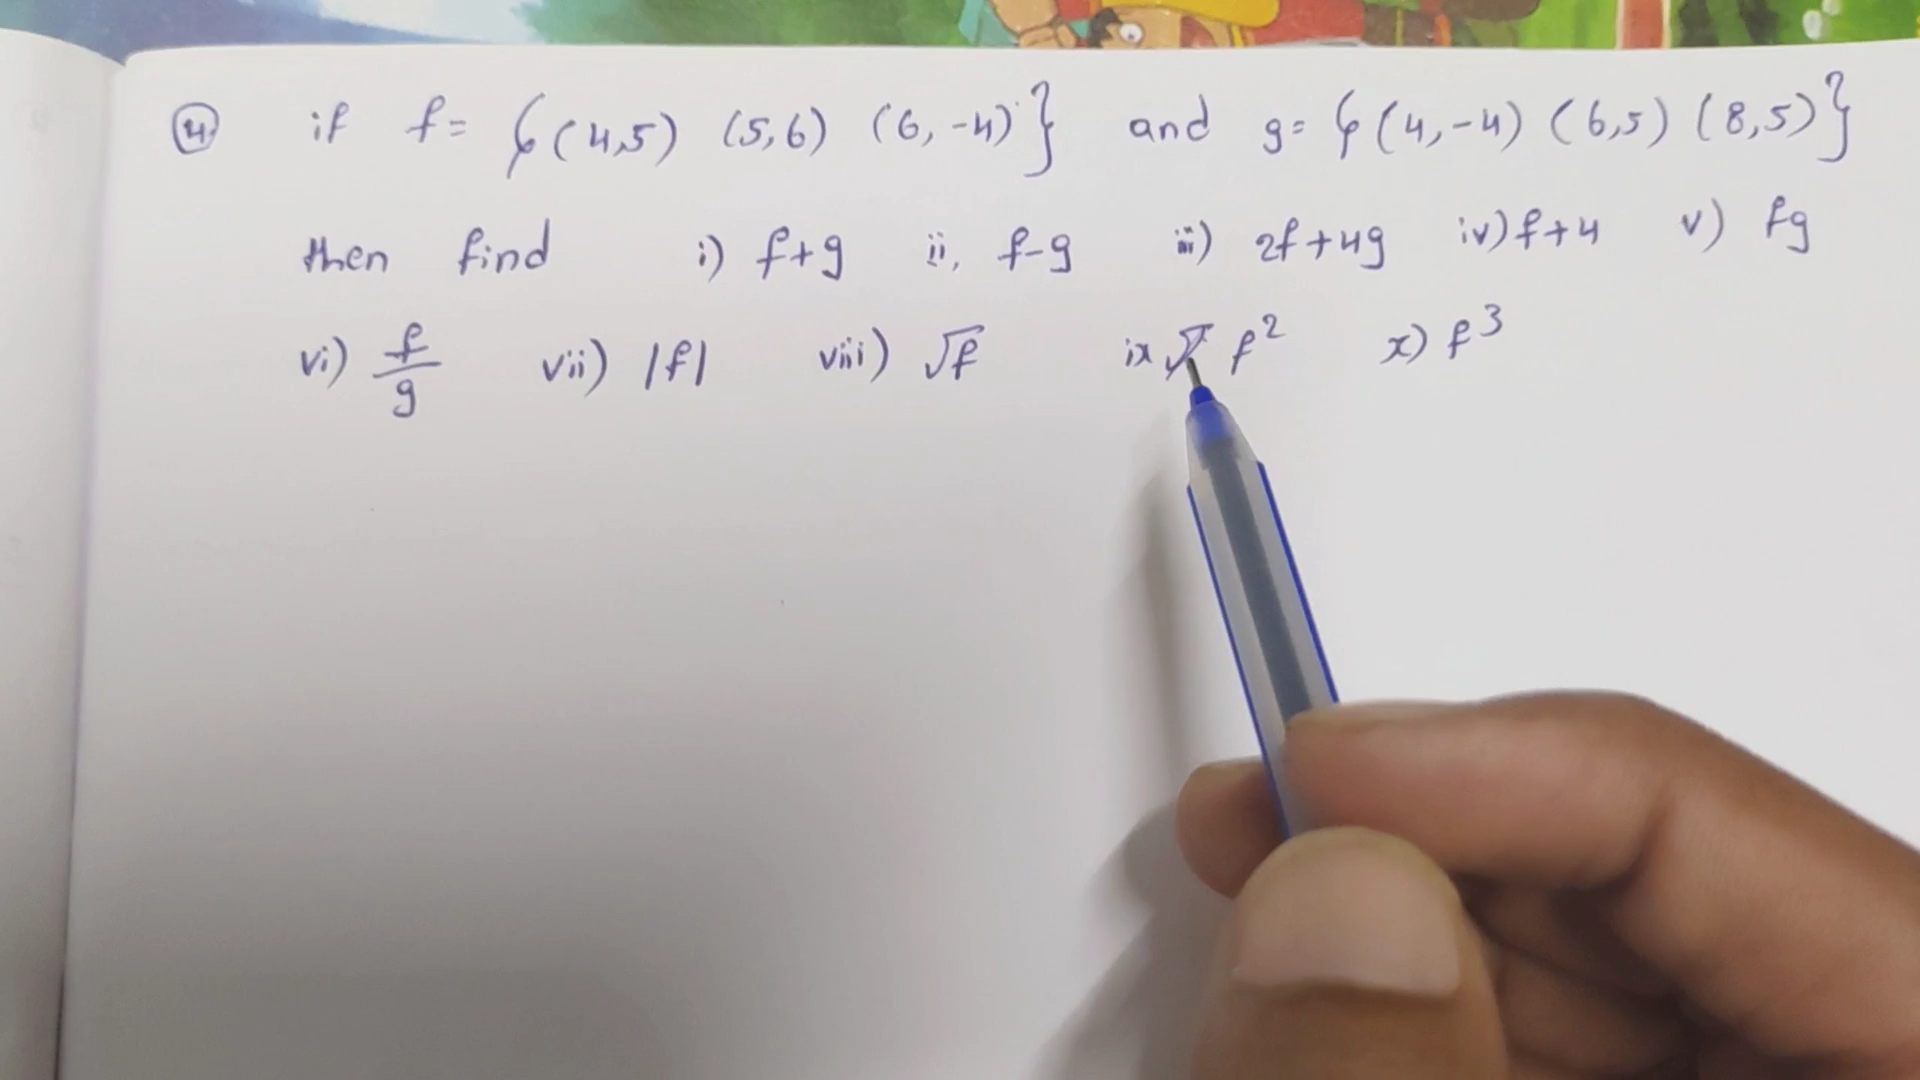 ④ if f = {(4,5) (5,6) (6,-4)} and g = {(4,-4) (6,5) (8,5)}
then find i) f+g ii, f-g iii) 2f+4g iv) f+4 v) fg
vi) f/g vii) |f| viii) √f ix f² x) f³